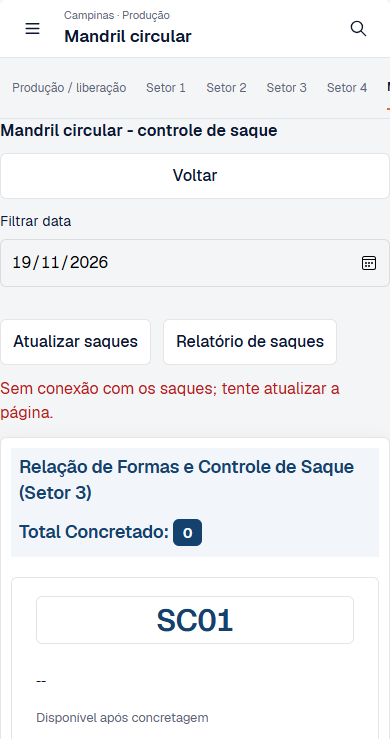 Campinas · Produção
Mandril circular
Produção / liberação Setor 1 Setor 2 Setor 3 Setor 4
Mandril circular - controle de saque
Voltar
Filtrar data
19/11/2026
Atualizar saques Relatório de saques
Sem conexão com os saques; tente atualizar a
página.
Relação de Formas e Controle de Saque
(Setor 3)
Total Concretado: 0
SC01
--
Disponível após concretagem